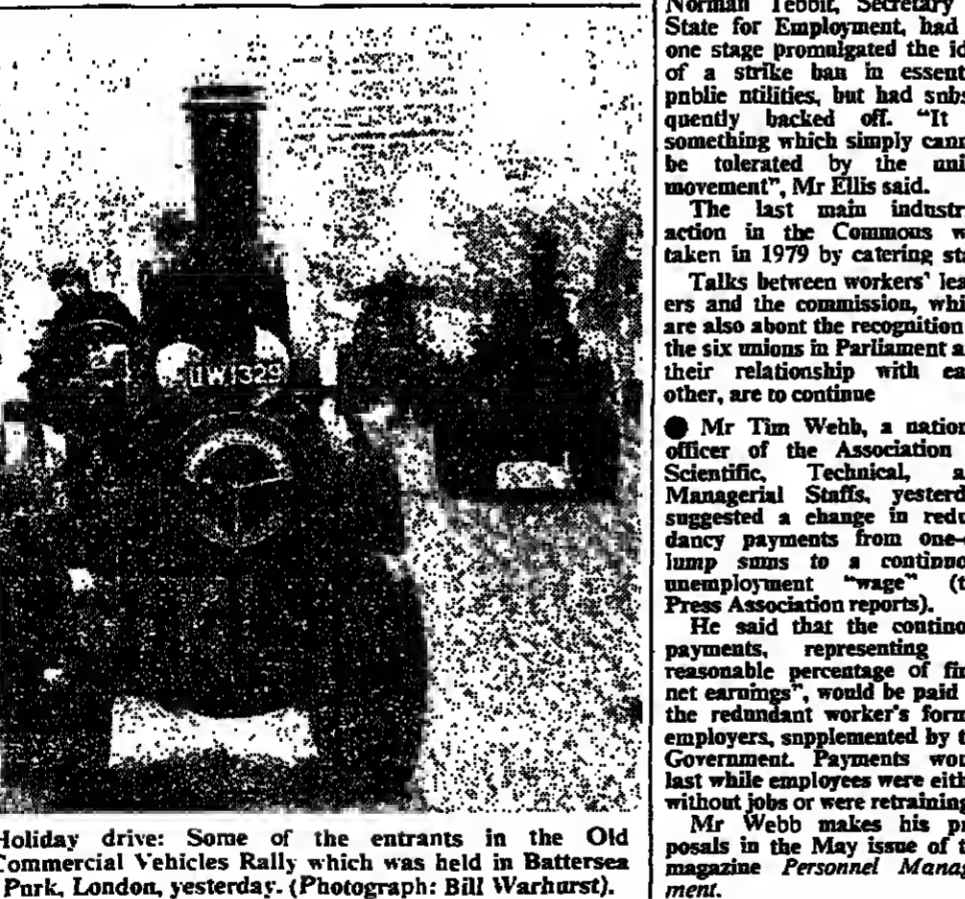 UW1329
Holiday drive: Some of the entrants in the Old
Commercial Vehicles Rally which was held in Battersea
Park, London, yesterday. (Photograph: Bill Warhurst).
Norman Tebbit, Secretary
State for Employment, had
one stage promulgated the id
of a strike ban in essent
public utilities, but had subs
quently backed off. “It
something which simply cann
be tolerated by the uni
movement”, Mr Ellis said.
The last main industr
action in the Commons w
taken in 1979 by catering sta
Talks between workers’ lea
ers and the commission, whi
are also about the recognition
the six unions in Parliament a
their relationship with ea
other, are to continue
● Mr Tim Webb, a nation
officer of the Association
Scientific, Technical, a
Managerial Staffs, yesterd
suggested a change in redu
dancy payments from one-
lump sums to a continuo
unemployment “wage” (t
Press Association reports).
He said that the continuo
payments, representing
reasonable percentage of fin
net earnings”, would be paid
the redundant worker’s form
employers, supplemented by t
Government. Payments wou
last while employees were eith
without jobs or were retraining
Mr Webb makes his pr
posals in the May issue of t
magazine Personnel Manag
ment.